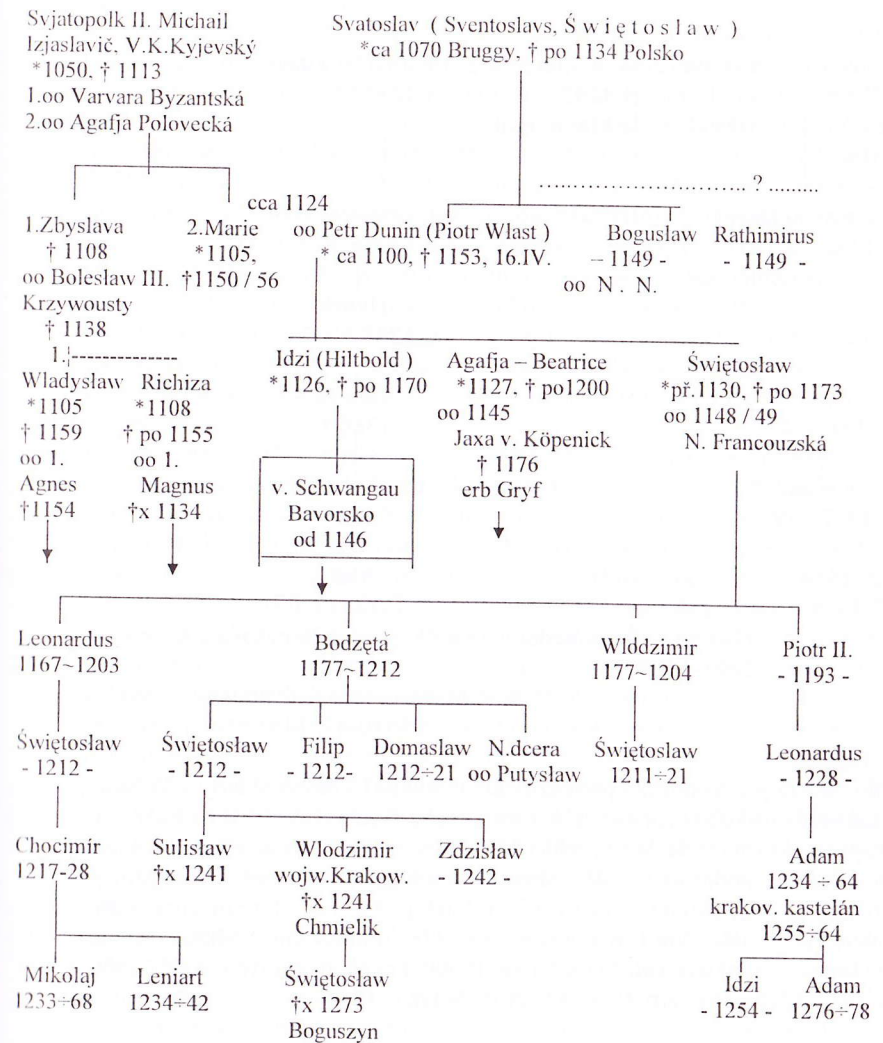 Svjatopolk II. Michail
Izjaslavič, V.K.Kyjevský
*1050, † 1113
1.oo Varvara Byzantská
2.oo Agafja Polovecká
Svatoslav ( Sventoslavs, Świętoslaw )
*ca 1070 Bruggy, † po 1134 Polsko
.............................. ? .........
cca 1124
1.Zbyslava
† 1108
oo Boleslaw III.
Krzywousty
† 1138
1.¦--------------
2.Marie
*1105,
†1150 / 56
oo Petr Dunin (Piotr Wlast )
* ca 1100, † 1153, 16.IV.
Boguslaw
– 1149 -
oo N . N.
Rathimirus
- 1149 -
Wladyslaw
*1105
† 1159
oo 1.
Agnes
†1154
Richiza
*1108
† po 1155
oo 1.
Magnus
†x 1134
Idzi (Hiltbold )
*1126, † po 1170
v. Schwangau
Bavorsko
od 1146
Agafja – Beatrice
*1127, † po1200
oo 1145
Jaxa v. Köpenick
† 1176
erb Gryf
Świętosław
*př.1130, † po 1173
oo 1148 / 49
N. Francouzská
Leonardus
1167~1203
Bodzęta
1177~1212
Wlodzimir
1177~1204
Piotr II.
- 1193 -
Świętosław
- 1212 -
Świętosław
- 1212 -
Filip
- 1212-
Domaslaw
1212÷21
N.dcera
oo Putysław
Świętosław
1211÷21
Leonardus
- 1228 -
Chocimír
1217-28
Sulisław
†x 1241
Wlodzimir
wojw.Krakow.
†x 1241
Chmielik
Zdzisław
- 1242 -
Adam
1234 ÷ 64
krakov. kastelán
1255÷64
Mikolaj
1233÷68
Leniart
1234÷42
Świętosław
†x 1273
Boguszyn
Idzi
- 1254 -
Adam
1276÷78